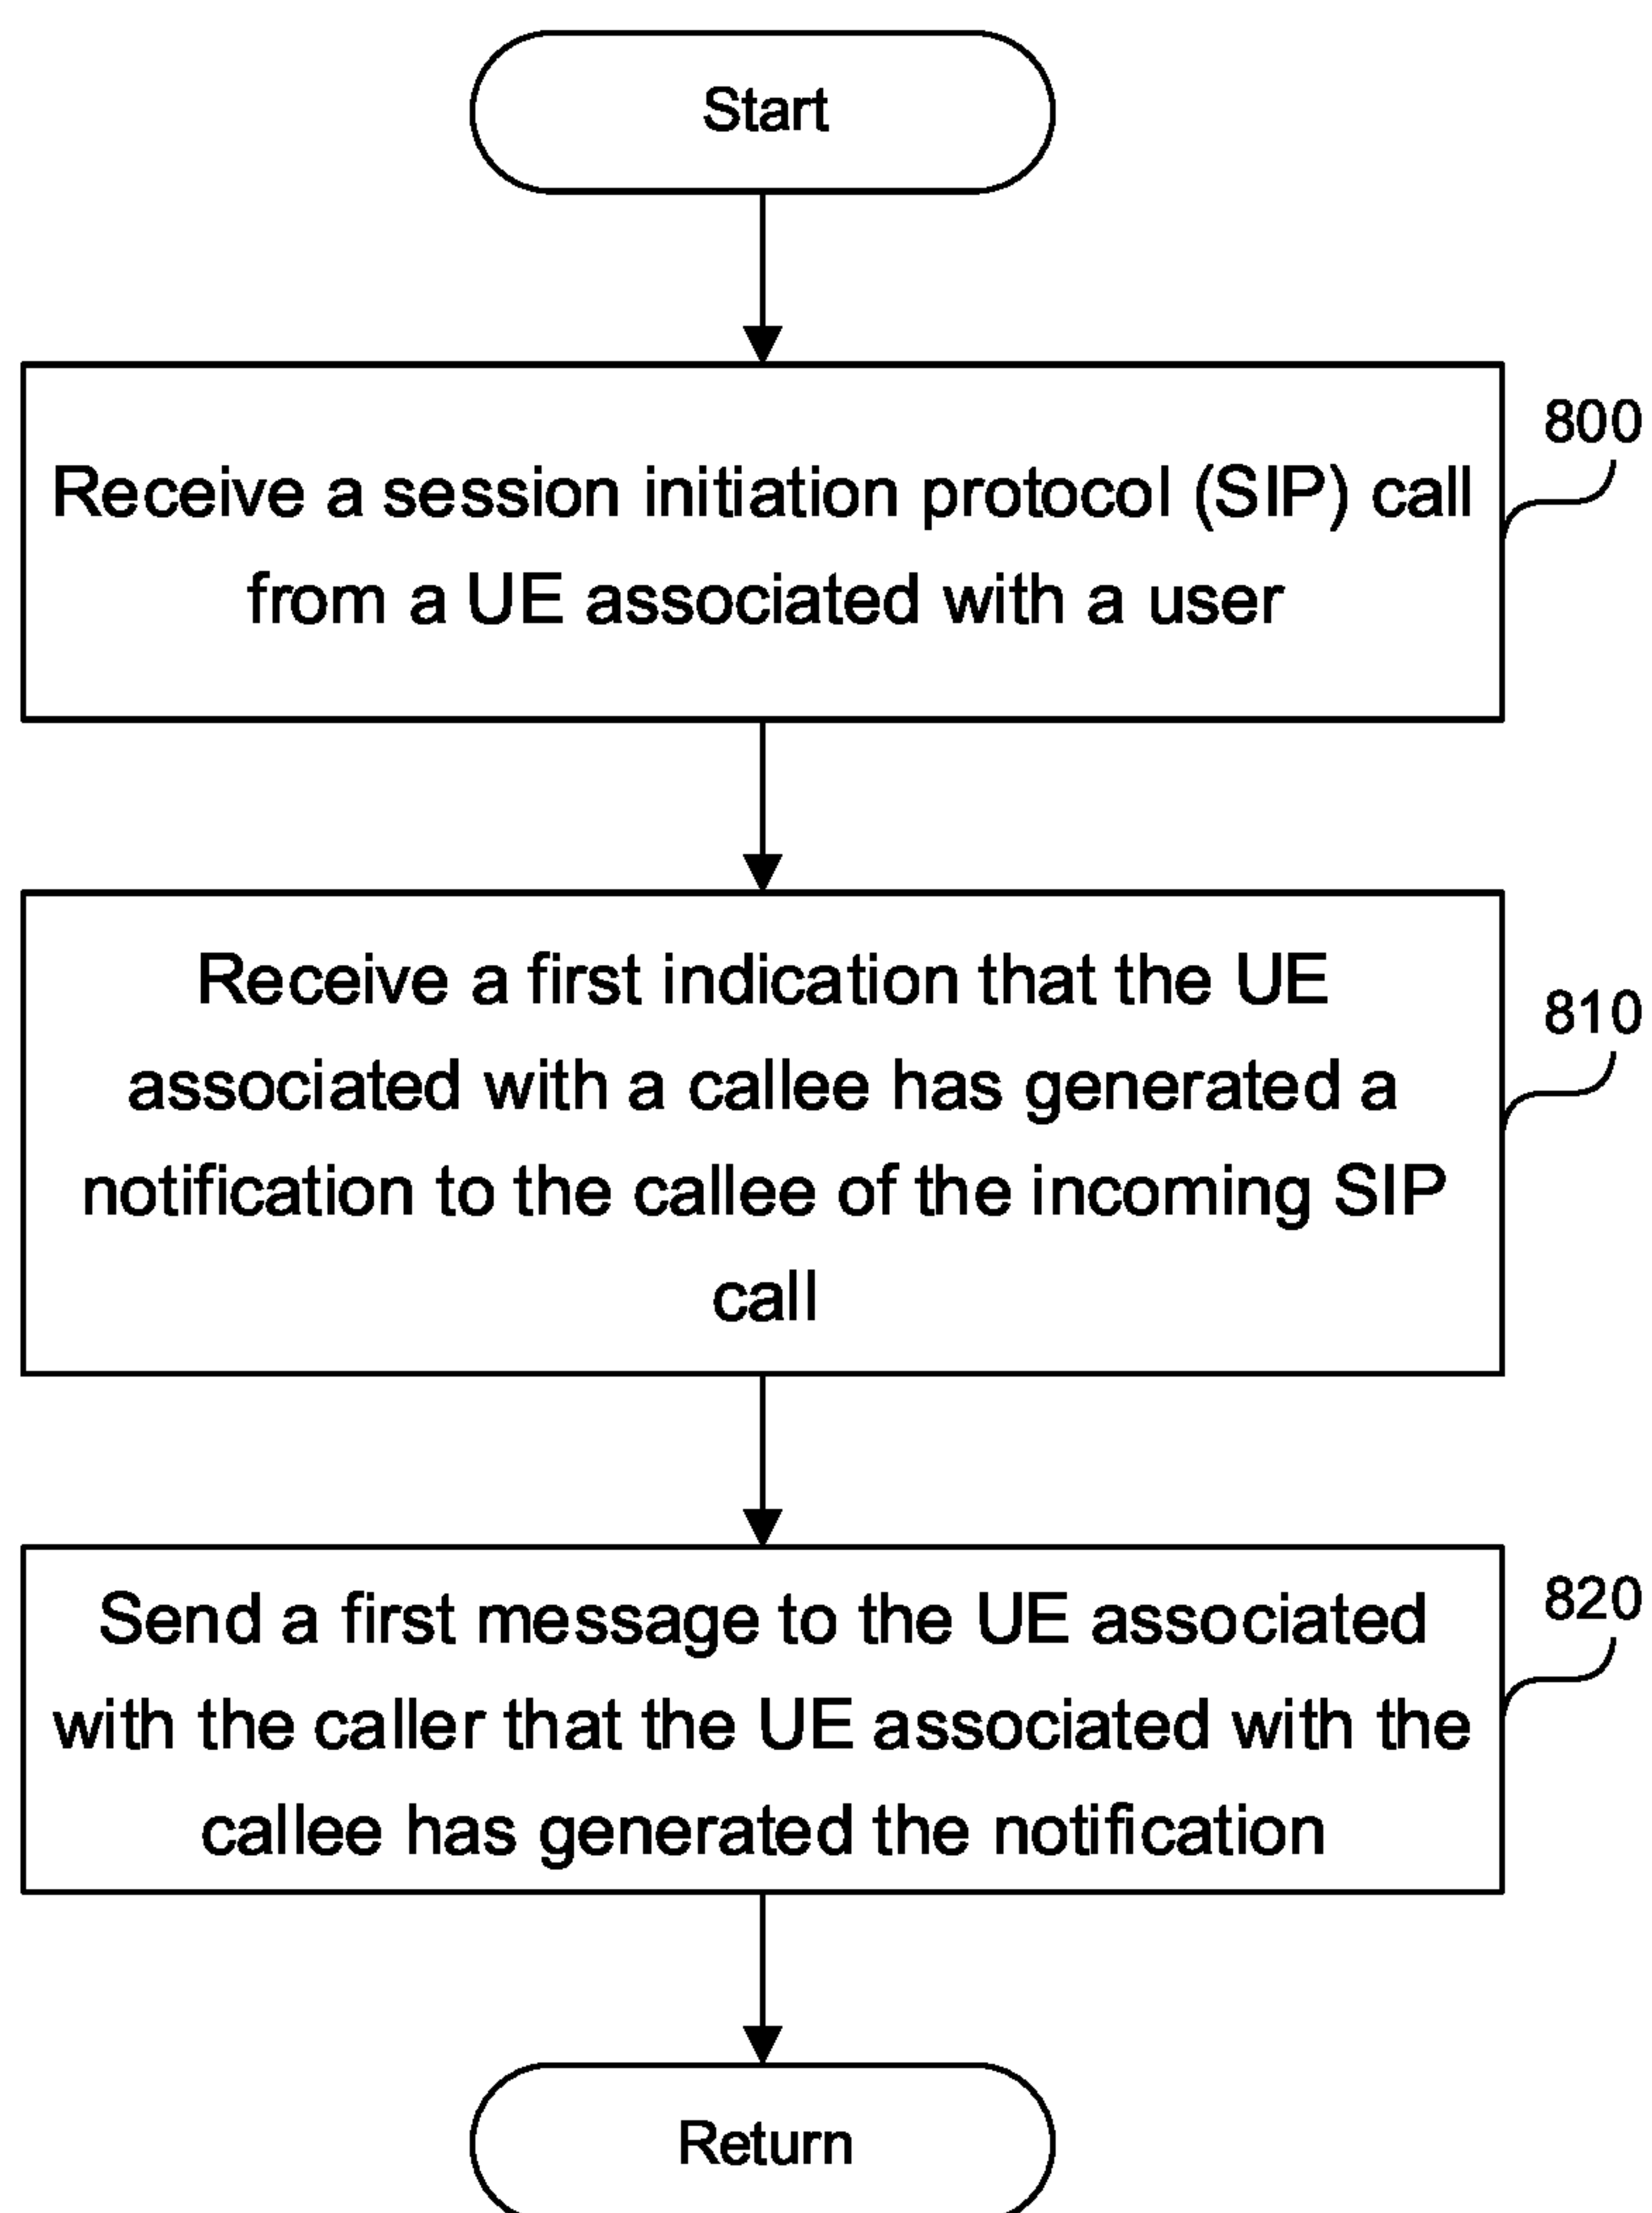 Start
800
Receive a session initiation protocol (SIP) call
from a UE associated with a user
Receive a first indication that the UE
810
associated with a callee has generated a
notification to the callee of the incoming SIP
call
820
Send a first message to the UE associated
with the caller that the UE associated with the
callee has generated the notification
Return